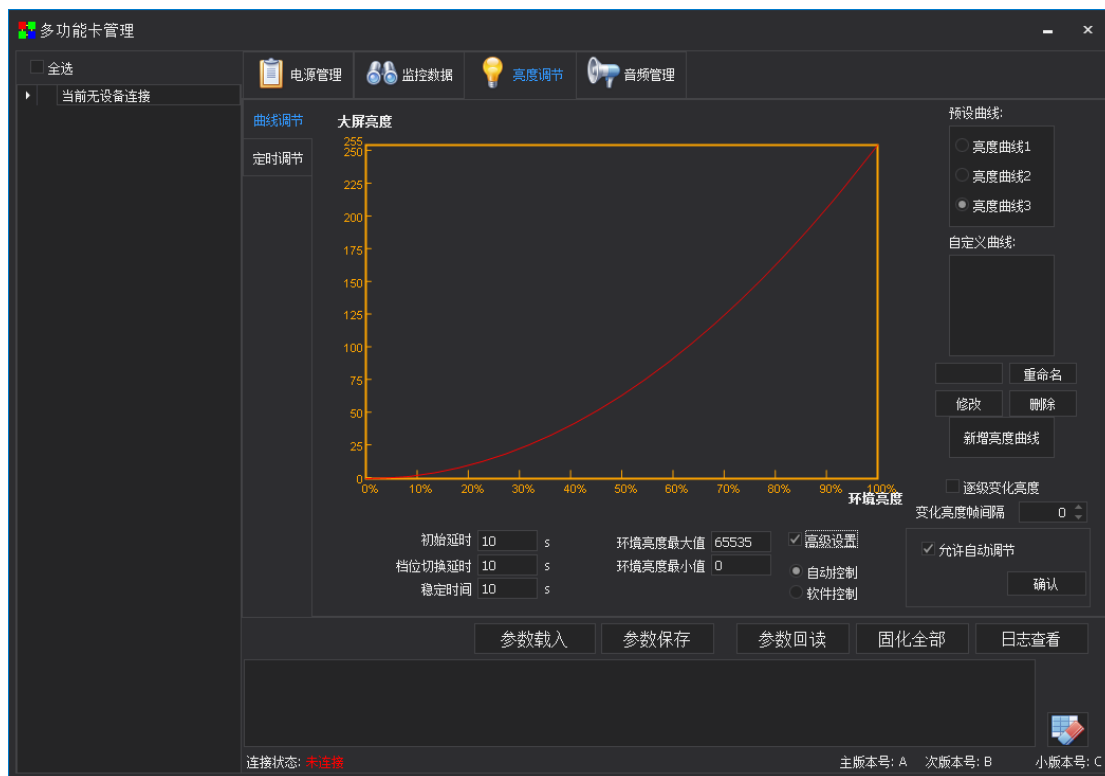 多功能卡管理
全选
当前无设备连接
电源管理 监控数据 亮度调节 音频管理
曲线调节
定时调节
大屏亮度
255
250
225
200
175
150
125
100
75
50
25
0
0% 10% 20% 30% 40% 50% 60% 70% 80% 90% 100%
环境亮度
预设曲线:
亮度曲线1
亮度曲线2
亮度曲线3
自定义曲线:
重命名
修改 删除
新增亮度曲线
逐级变化亮度
变化亮度帧间隔 0
初始延时 10 s
档位切换延时 10 s
稳定时间 10 s
环境亮度最大值 65535
环境亮度最小值 0
高级设置
自动控制
软件控制
允许自动调节
确认
参数载入 参数保存 参数回读 固化全部 日志查看
连接状态: 未连接 主版本号: A 次版本号: B 小版本号: C